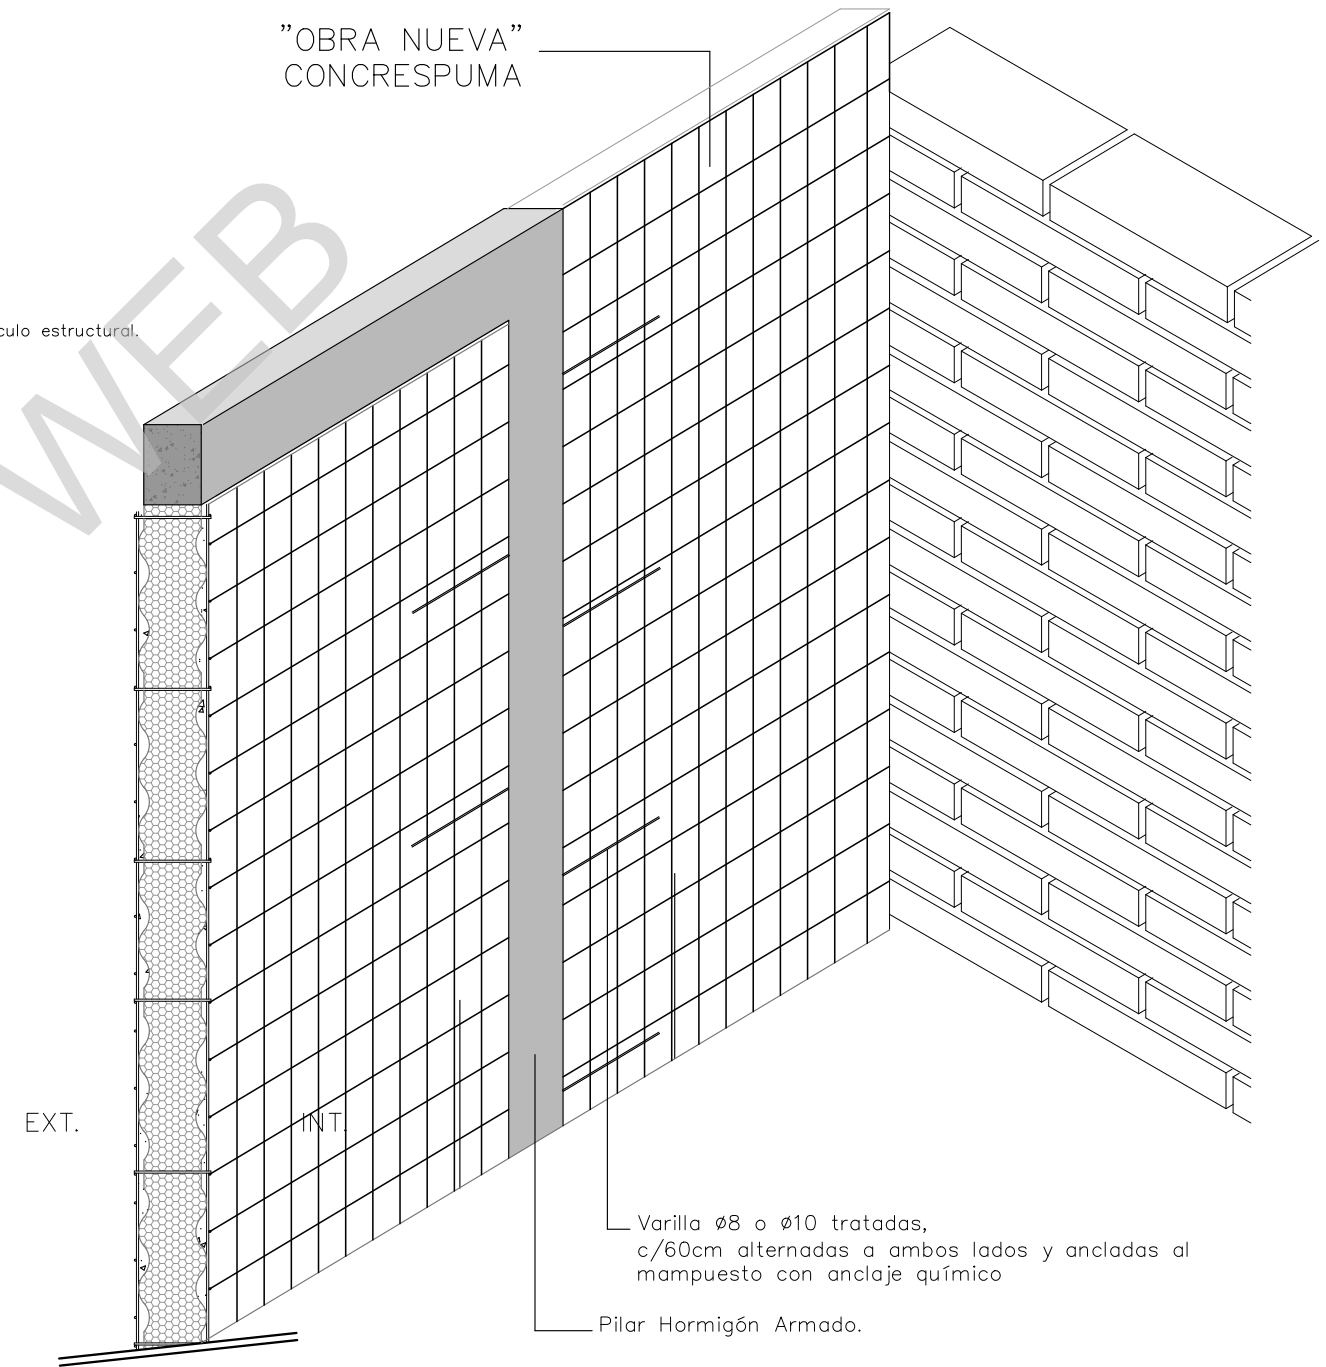 "OBRA NUEVA"
CONCRESPUMA
WEB
culo estructural.
EXT.
INT.
Varilla Ø8 o Ø10 tratadas,
c/60cm alternadas a ambos lados y ancladas al
mampuesto con anclaje químico
Pilar Hormigón Armado.